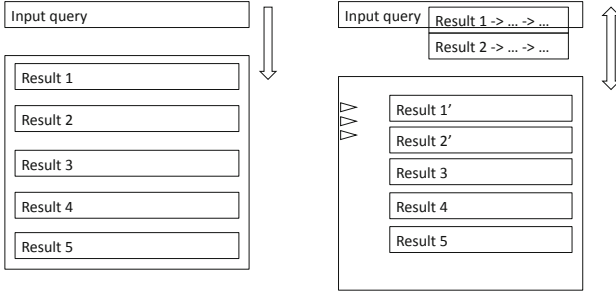 Input query
Result 1
Result 2
Result 3
Result 4
Result 5
Input query
Result 1 -> ... -> ...
Result 2 -> ... -> ...
Result 1’
Result 2’
Result 3
Result 4
Result 5